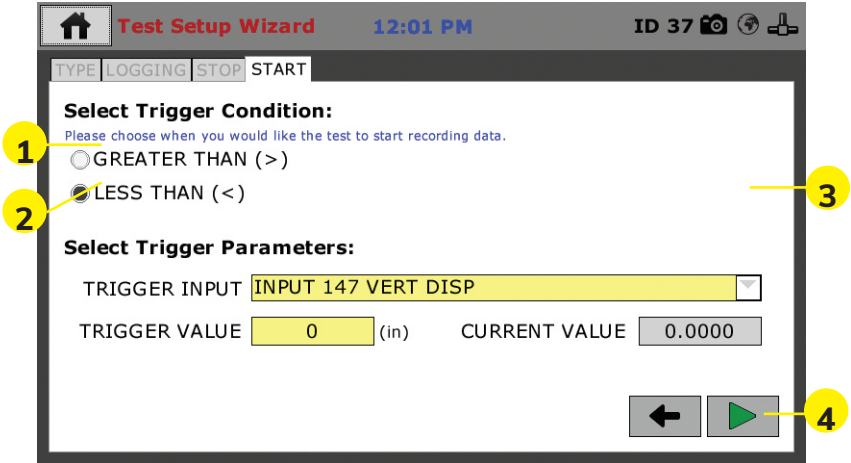 Test Setup Wizard 12:01 PM ID 37
TYPE LOGGING STOP START
Select Trigger Condition:
Please choose when you would like the test to start recording data.
1
GREATER THAN (>)
2
LESS THAN (<)
3
Select Trigger Parameters:
TRIGGER INPUT INPUT 147 VERT DISP
TRIGGER VALUE 0 (in) CURRENT VALUE 0.0000
4